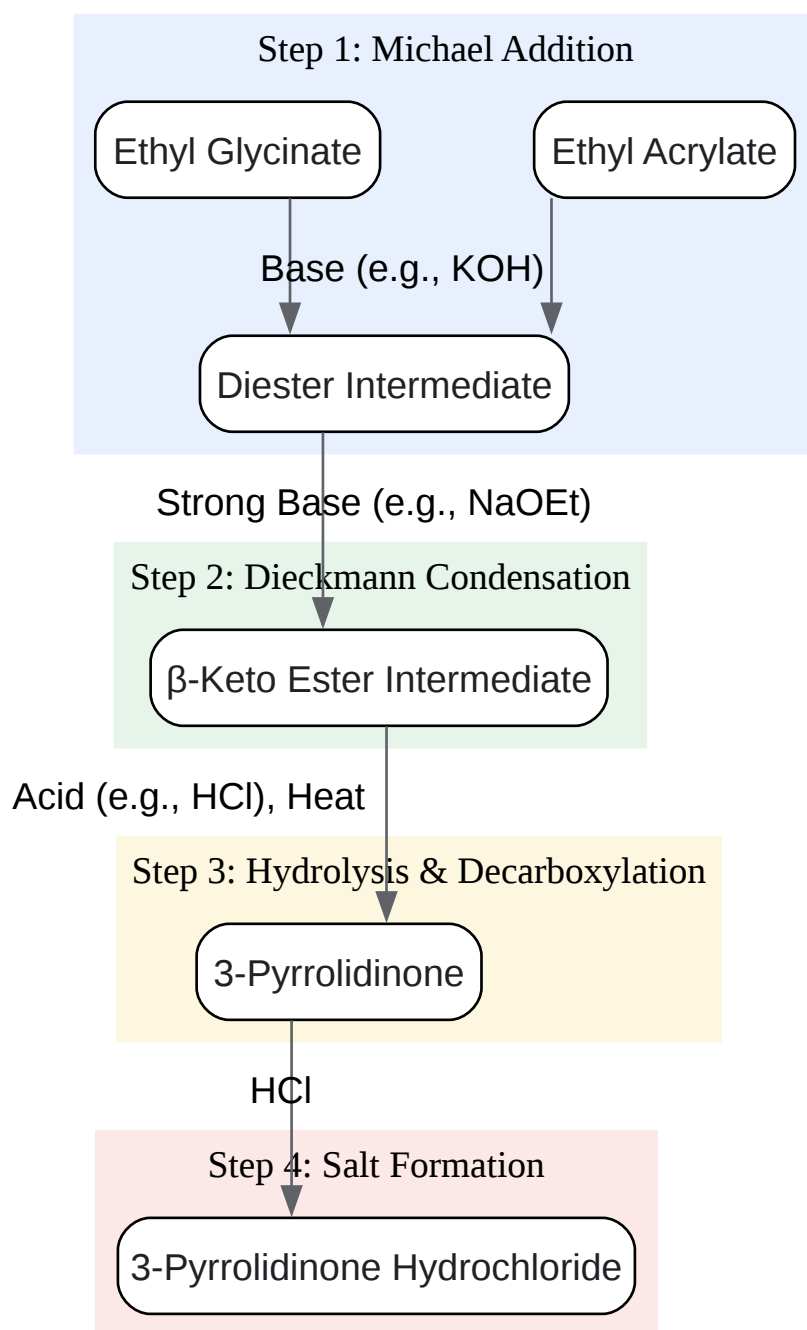 Step 1: Michael Addition
Ethyl Glycinate
Ethyl Acrylate
Base (e.g., KOH)
Diester Intermediate
Strong Base (e.g., NaOEt)
Step 2: Dieckmann Condensation
β-Keto Ester Intermediate
Acid (e.g., HCl), Heat
Step 3: Hydrolysis & Decarboxylation
3-Pyrrolidinone
HCl
Step 4: Salt Formation
3-Pyrrolidinone Hydrochloride